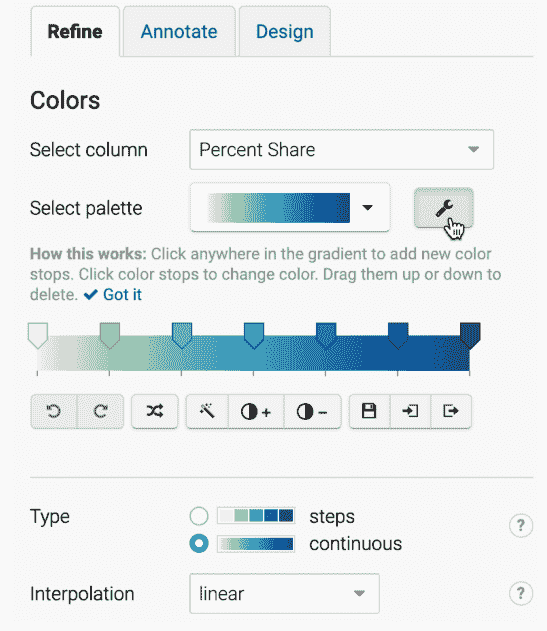 Refine Annotate Design
Colors
Select column Percent Share
Select palette
How this works: Click anywhere in the gradient to add new color
stops. Click color stops to change color. Drag them up or down to
delete. ✔ Got it
+ −
Type steps ?
continuous
Interpolation linear ?